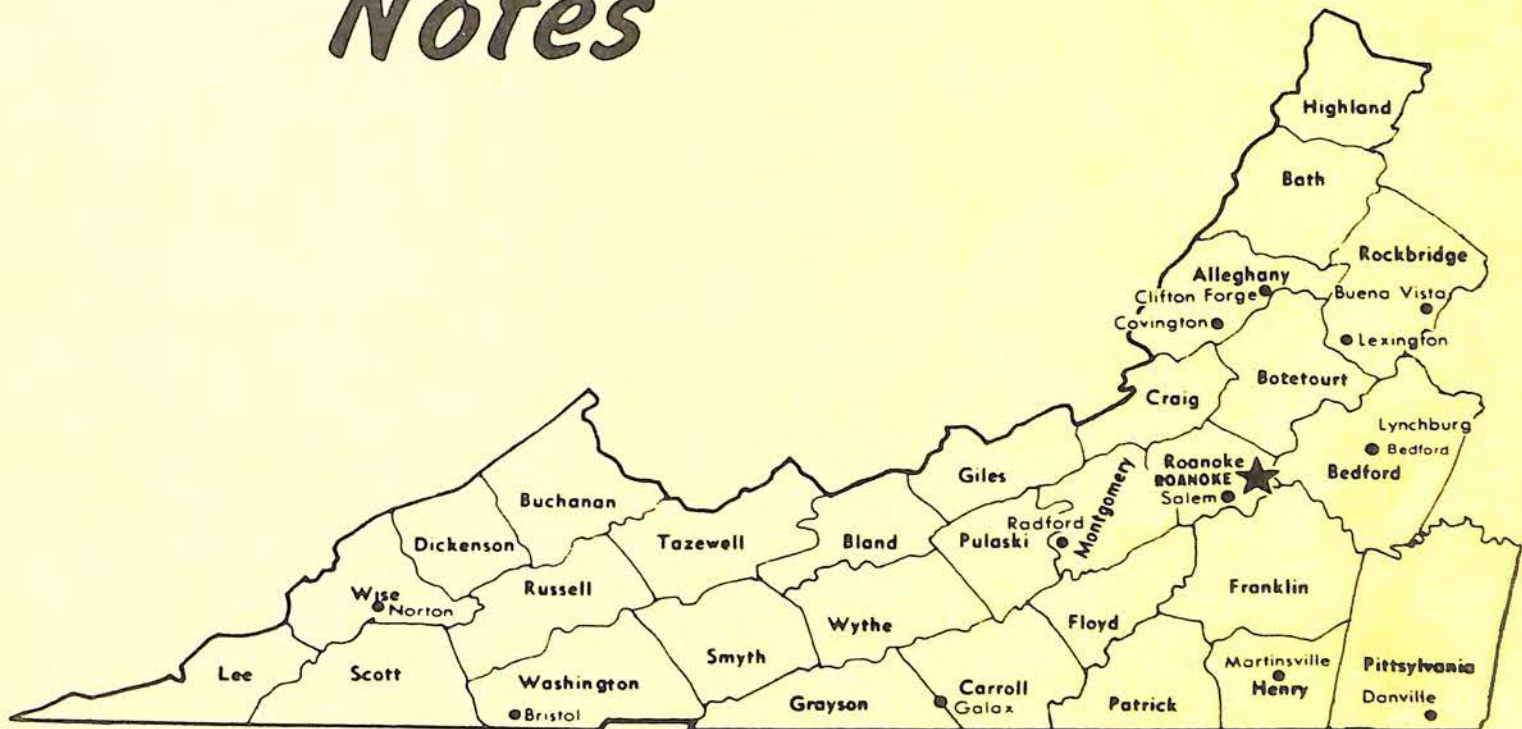 Notes
Highland
Bath
Rockbridge
Alleghany
Clifton Forge
Buena Vista
Covington
Lexington
Botetourt
Craig
Lynchburg
Bedford
Bedford
Roanoke
ROANOKE
Salem
Giles
Montgomery
Radford
Pulaski
Buchanan
Dickenson
Tazewell
Bland
Russell
Wise
Norton
Franklin
Floyd
Wythe
Smyth
Lee
Scott
Washington
Bristol
Grayson
Carroll
Galax
Patrick
Martinsville
Henry
Pittsylvania
Danville